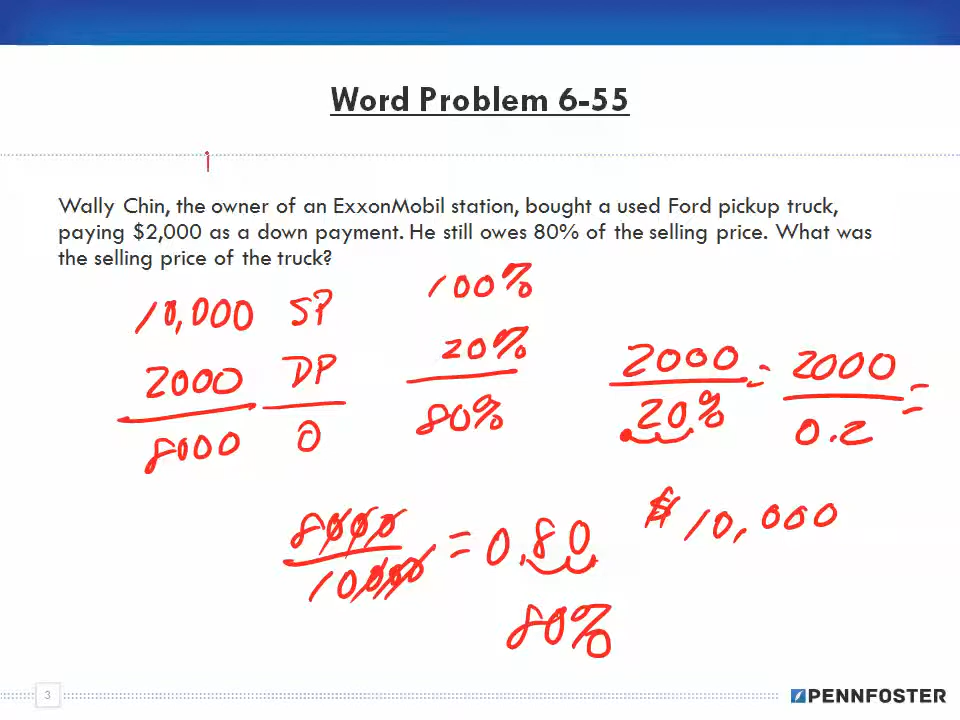 Word Problem 6-55
Wally Chin, the owner of an ExxonMobil station, bought a used Ford pickup truck,
paying $2,000 as a down payment. He still owes 80% of the selling price. What was
the selling price of the truck?
10,000 SP 100%
2000 DP 20%
8000 O 80%
2000 = 2000 =
20% 0.2
$10,000
8000 = 0.80
10000
80%
3
PENNFOSTER